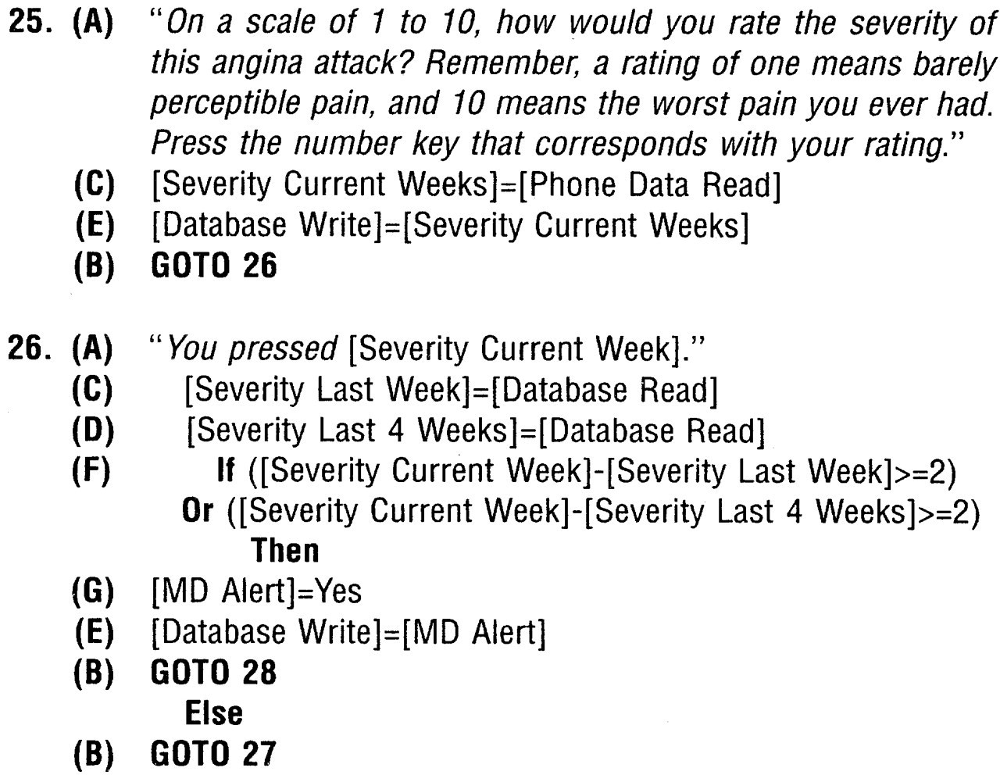 25. (A) "On a scale of 1 to 10, how would you rate the severity of
this angina attack? Remember, a rating of one means barely
perceptible pain, and 10 means the worst pain you ever had.
Press the number key that corresponds with your rating."
(C) [Severity Current Weeks]=[Phone Data Read]
(E) [Database Write]=[Severity Current Weeks]
(B) GOTO 26
26. (A) "You pressed [Severity Current Week]."
(C) [Severity Last Week]=[Database Read]
(D) [Severity Last 4 Weeks]=[Database Read]
(F) If ([Severity Current Week]-[Severity Last Week]>=2)
Or ([Severity Current Week]-[Severity Last 4 Weeks]>=2)
Then
(G) [MD Alert]=Yes
(E) [Database Write]=[MD Alert]
(B) GOTO 28
Else
(B) GOTO 27